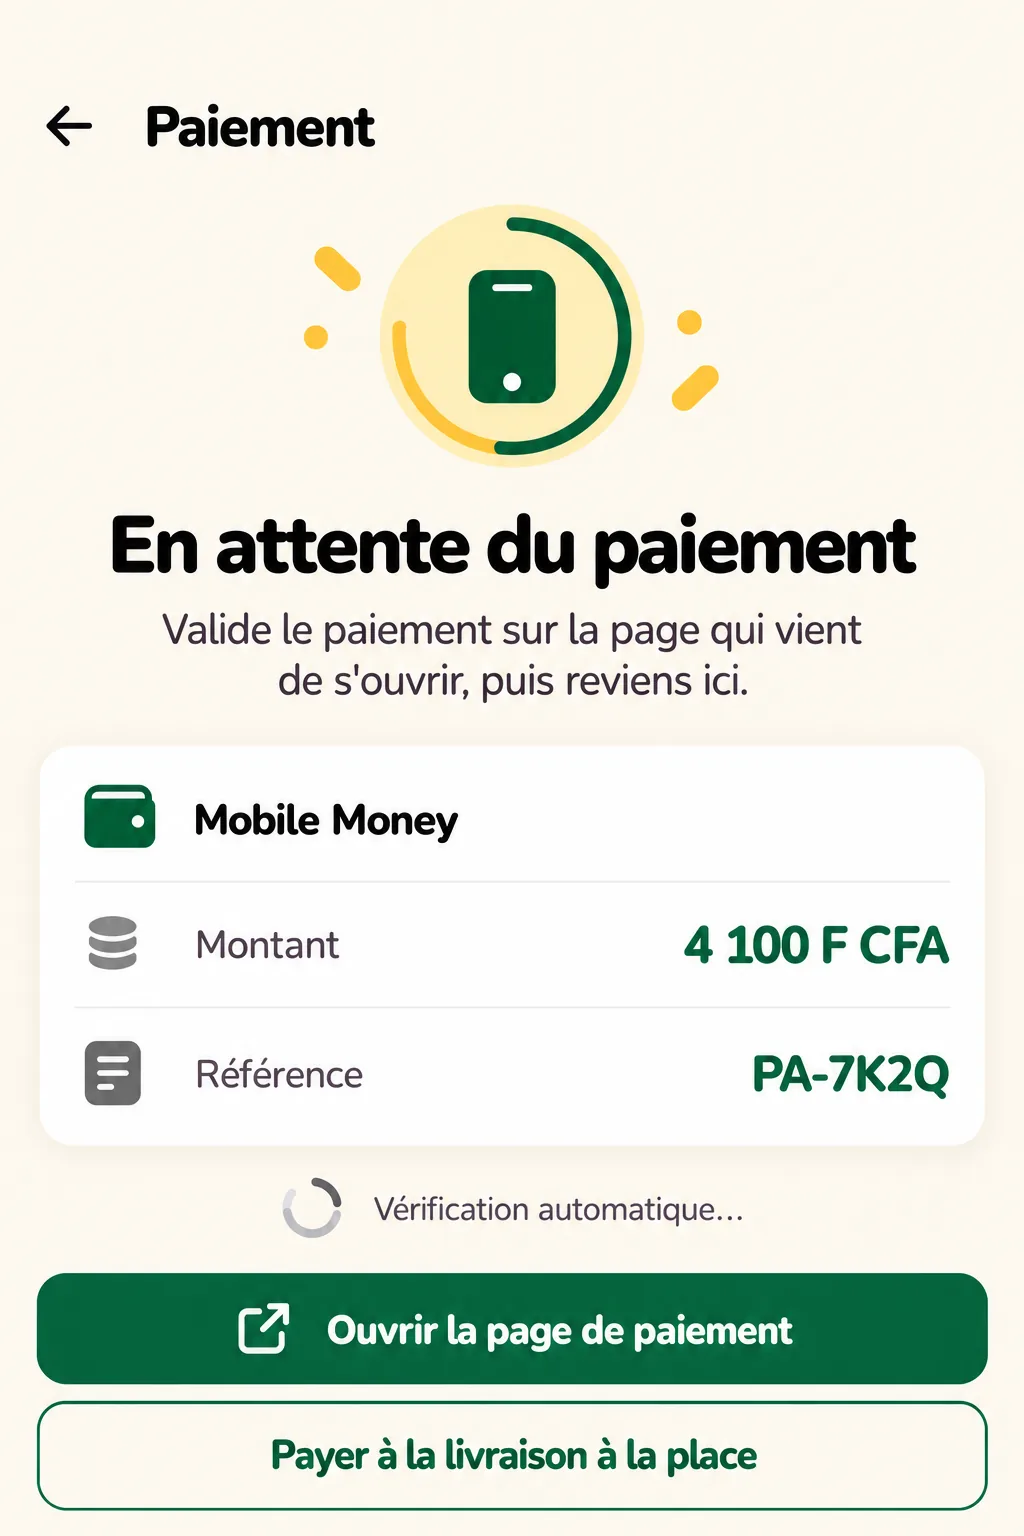 Paiement
En attente du paiement
Valide le paiement sur la page qui vient
de s'ouvrir, puis reviens ici.
Mobile Money
Montant 4 100 F CFA
Référence PA-7K2Q
Vérification automatique...
Ouvrir la page de paiement
Payer à la livraison à la place